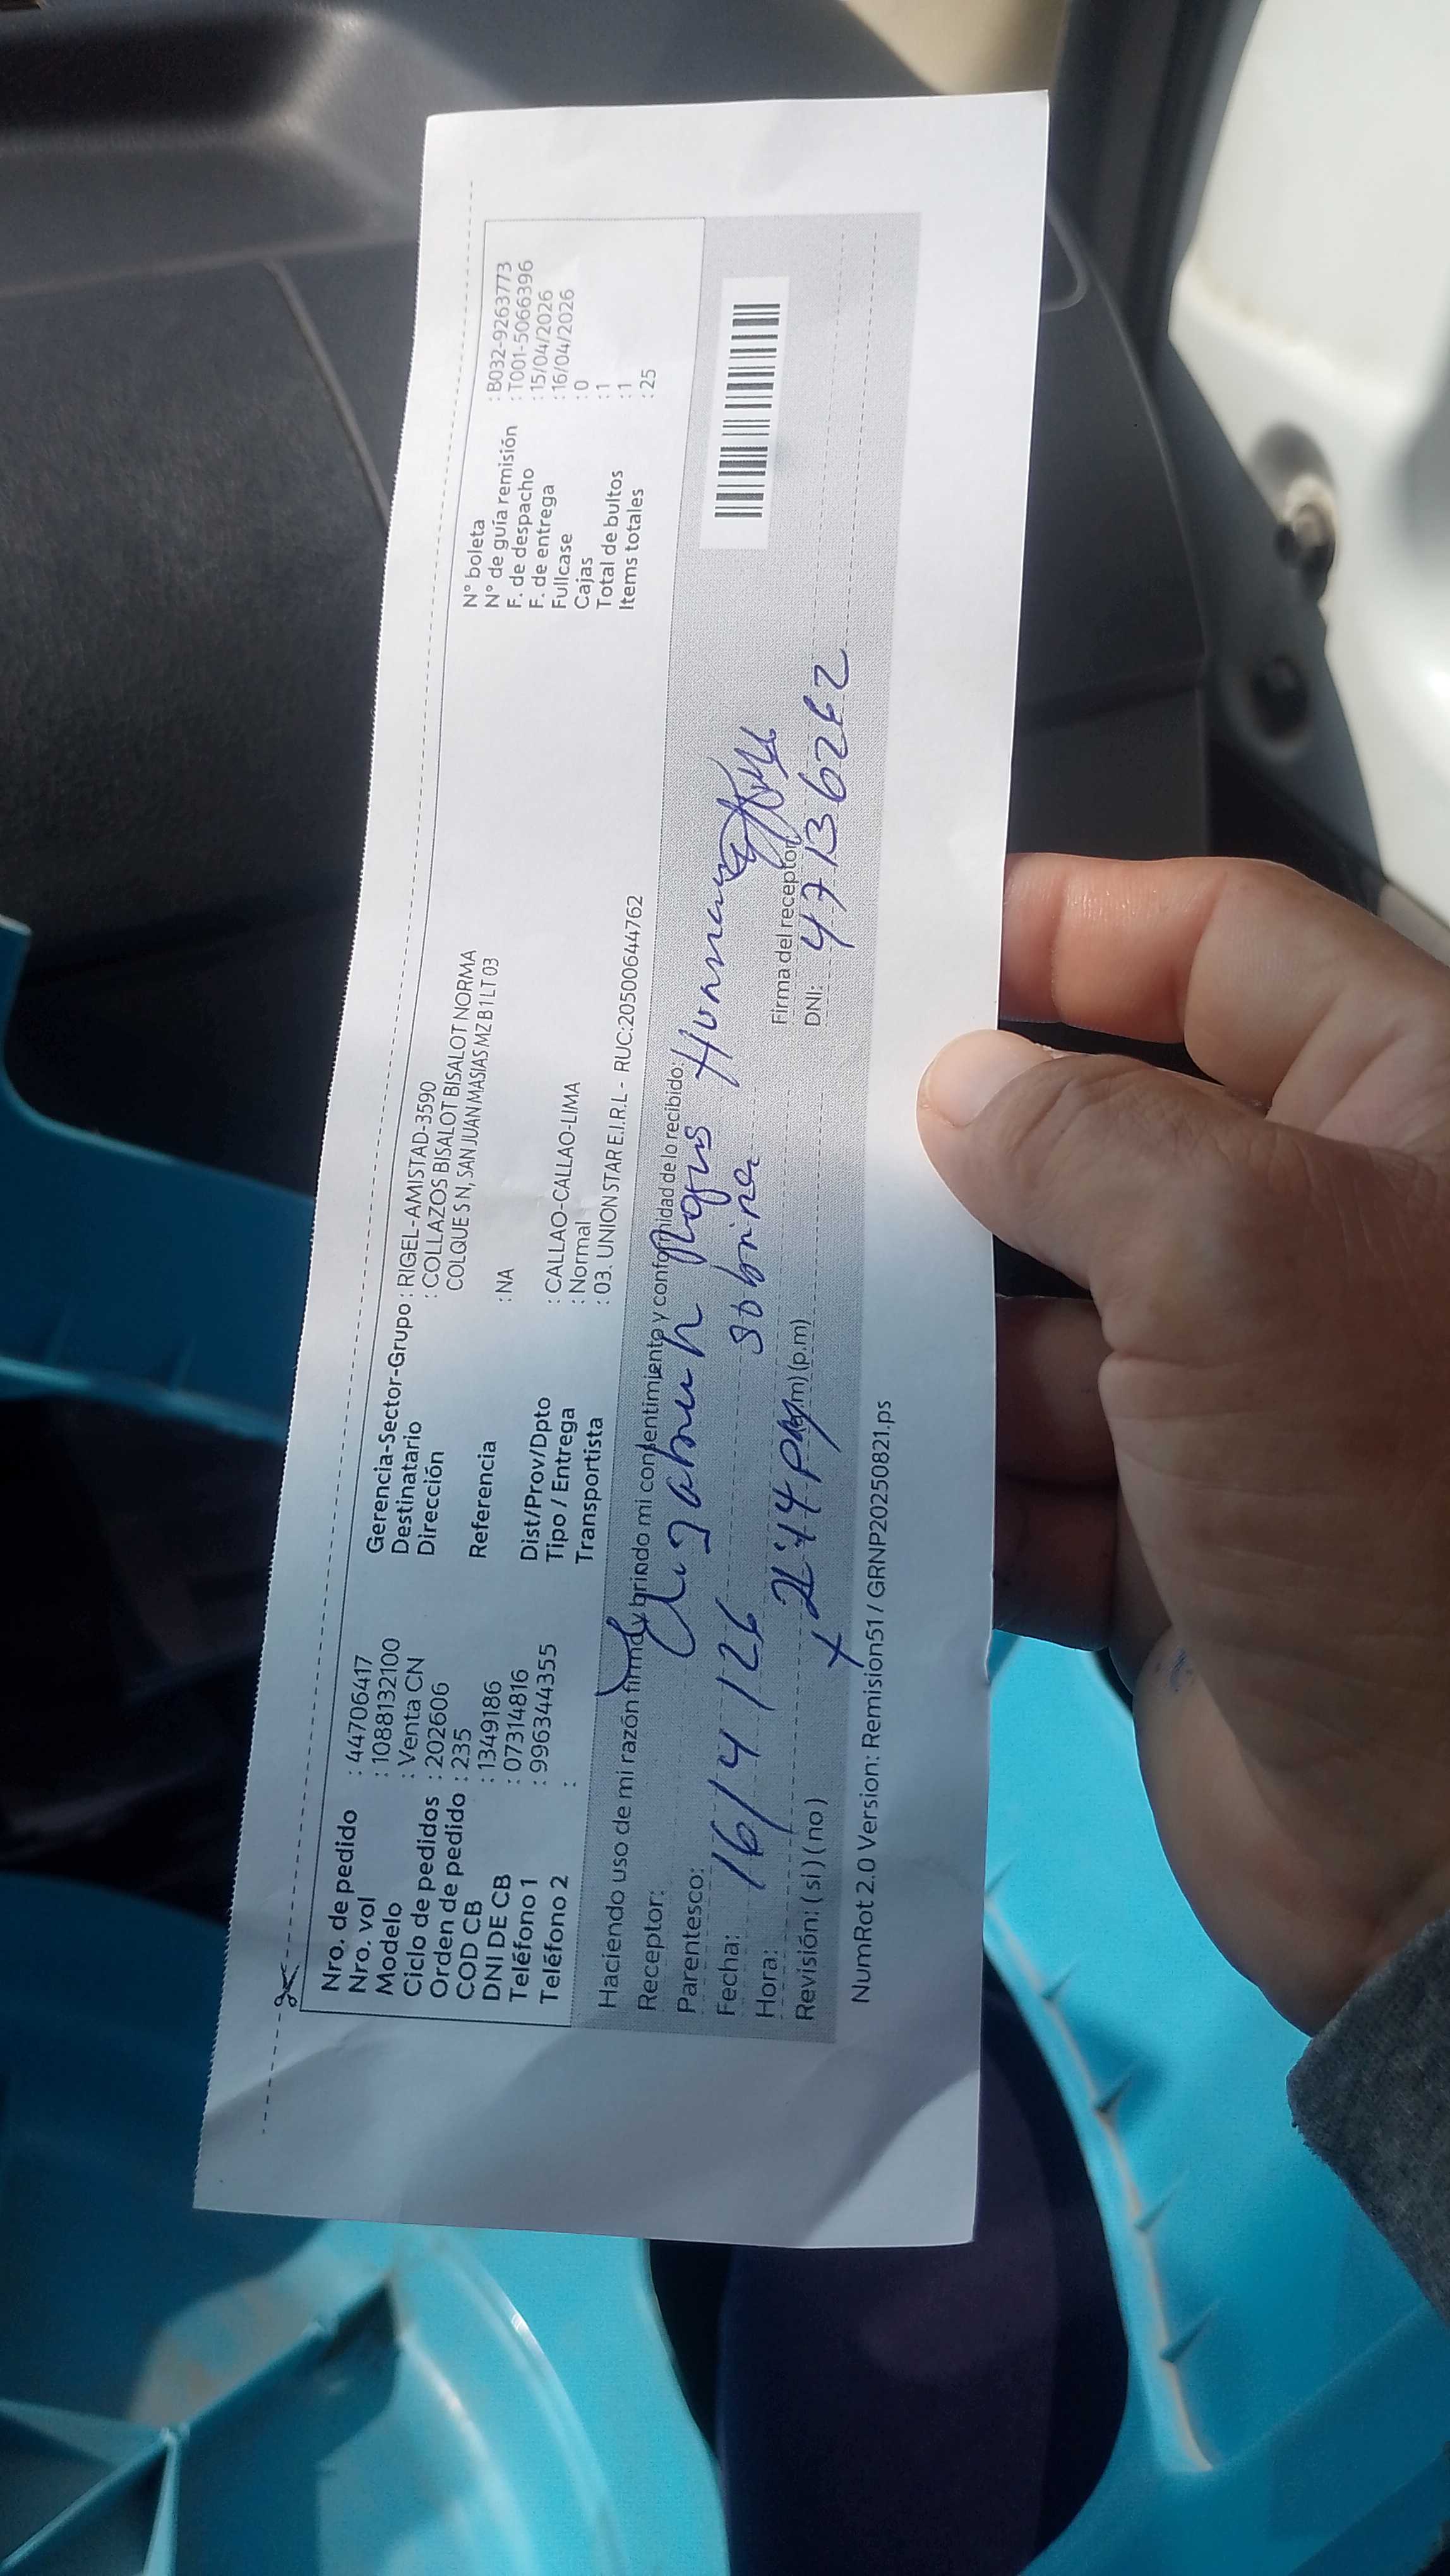 Nro. de pedido : 44706417
Nro. vol : 1088132100
Modelo : Venta CN
Ciclo de pedidos : 202606
Orden de pedido : 235
COD CB : 1349186
DNI DE CB : 07314816
Teléfono 1 : 996344355
Teléfono 2 :
Gerencia-Sector-Grupo : RIGEL-AMISTAD-3590
Destinatario : COLLAZOS BISALOT BISALOT NORMA
Dirección COLQUE S N, SAN JUAN MASIAS MZ B 1 LT 03
Referencia : NA
Dist/Prov/Dpto : CALLAO-CALLAO-LIMA
Tipo / Entrega : Normal
Transportista : 03. UNION STAR E.I.R.L - RUC:20500644762
N° boleta : B032-9263773
N° de guía remisión : T001-5066396
F. de despacho : 15/04/2026
F. de entrega : 16/04/2026
Fullcase : 0
Cajas : 1
Total de bultos : 1
Items totales : 25
Haciendo uso de mi razón firmo y brindo mi consentimiento y conformidad de lo recibido:
Receptor:
Parentesco: sobrina
Fecha: 16/4/26
Hora: 2:44 pm (p.m)
Firma del receptor
DNI: 47136262
Revisión: ( si ) ( no )
NumRot 2.0 Version: Remision51 / GRNP20250821.ps